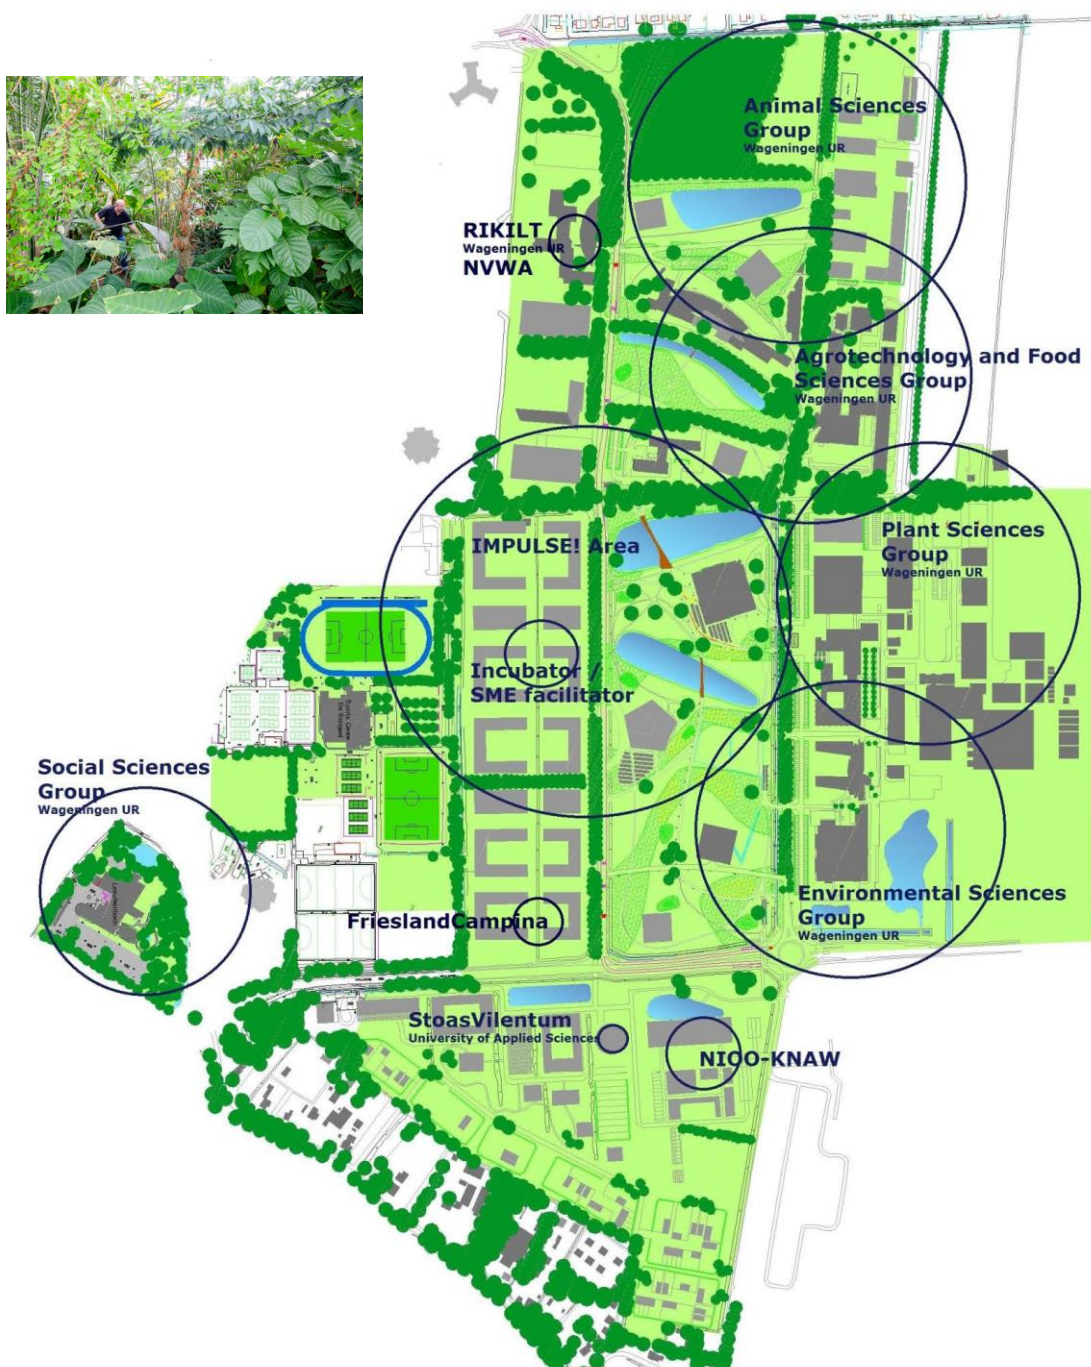 Animal Sciences
Group
Wageningen UR
RIKILT
Wageningen UR
NVWA
Agrotechnology and Food
Sciences Group
Wageningen UR
Plant Sciences
Group
Wageningen UR
IMPULSE! Area
Incubator /
SME facilitator
Social Sciences
Group
Wageningen UR
Environmental Sciences
Group
Wageningen UR
FrieslandCampina
StoasVilentum
University of Applied Sciences
NIOO-KNAW